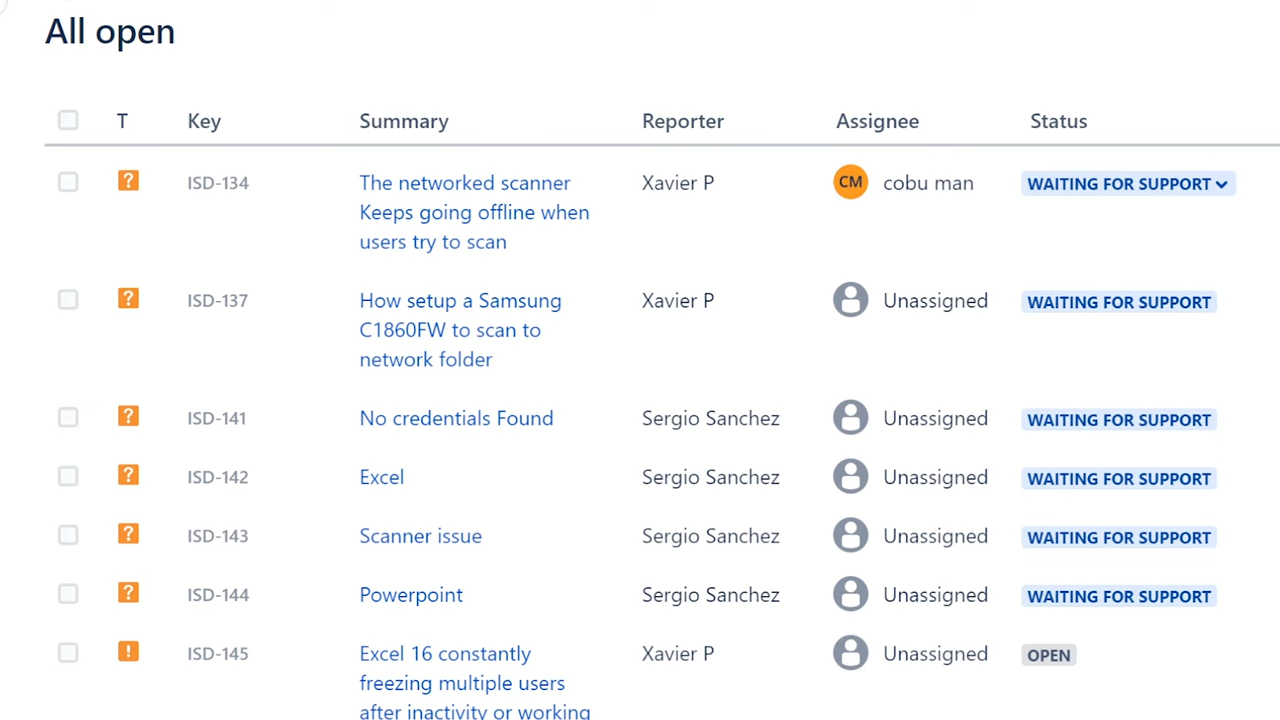 All open
T Key Summary Reporter Assignee Status
? ISD-134 The networked scanner Xavier P CM cobu man WAITING FOR SUPPORT
Keeps going offline when
users try to scan
? ISD-137 How setup a Samsung Xavier P Unassigned WAITING FOR SUPPORT
C1860FW to scan to
network folder
? ISD-141 No credentials Found Sergio Sanchez Unassigned WAITING FOR SUPPORT
? ISD-142 Excel Sergio Sanchez Unassigned WAITING FOR SUPPORT
? ISD-143 Scanner issue Sergio Sanchez Unassigned WAITING FOR SUPPORT
? ISD-144 Powerpoint Sergio Sanchez Unassigned WAITING FOR SUPPORT
! ISD-145 Excel 16 constantly Xavier P Unassigned OPEN
freezing multiple users
after inactivity or working